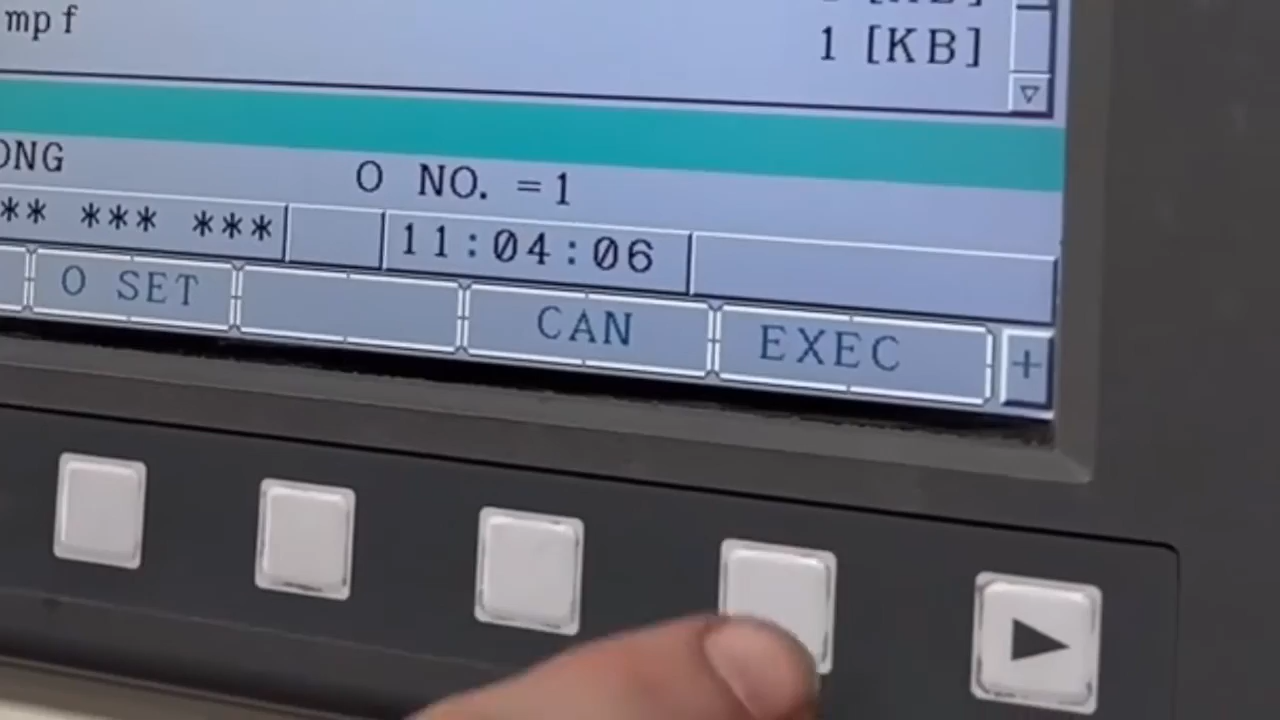 mpf
1 [KB]
ONG
O NO. =1
** *** ***
11:04:06
O SET
CAN
EXEC
+